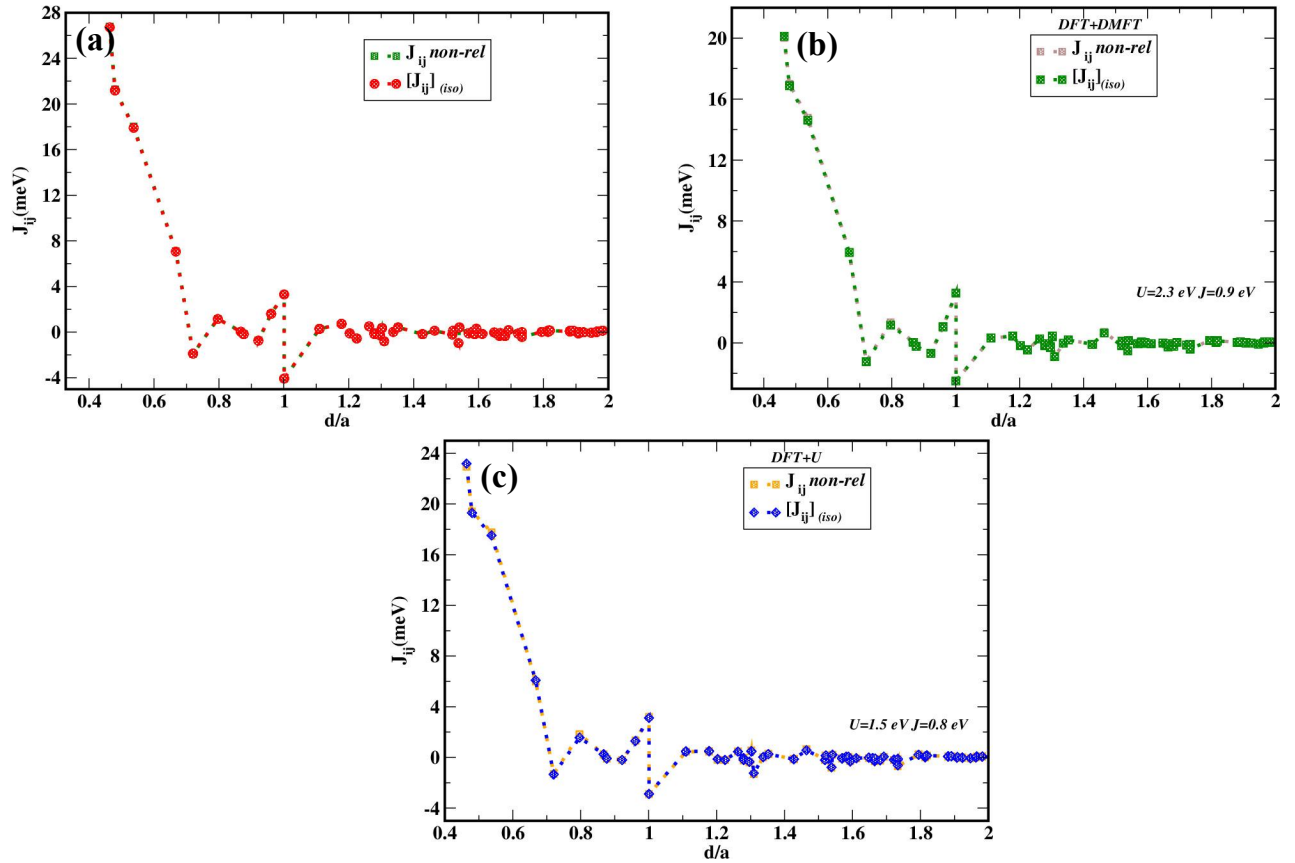 (a)
J_ij non-rel
[J_ij](iso)
J_ij(meV)
28
24
20
16
12
8
4
0
-4
0.4 0.6 0.8 1 1.2 1.4 1.6 1.8 2
d/a
(b)
DFT+DMFT
J_ij non-rel
[J_ij](iso)
U=2.3 eV J=0.9 eV
J_ij(meV)
20
16
12
8
4
0
0.4 0.6 0.8 1 1.2 1.4 1.6 1.8 2
d/a
(c)
DFT+U
J_ij non-rel
[J_ij](iso)
U=1.5 eV J=0.8 eV
J_ij(meV)
24
20
16
12
8
4
0
-4
0.4 0.6 0.8 1 1.2 1.4 1.6 1.8 2
d/a